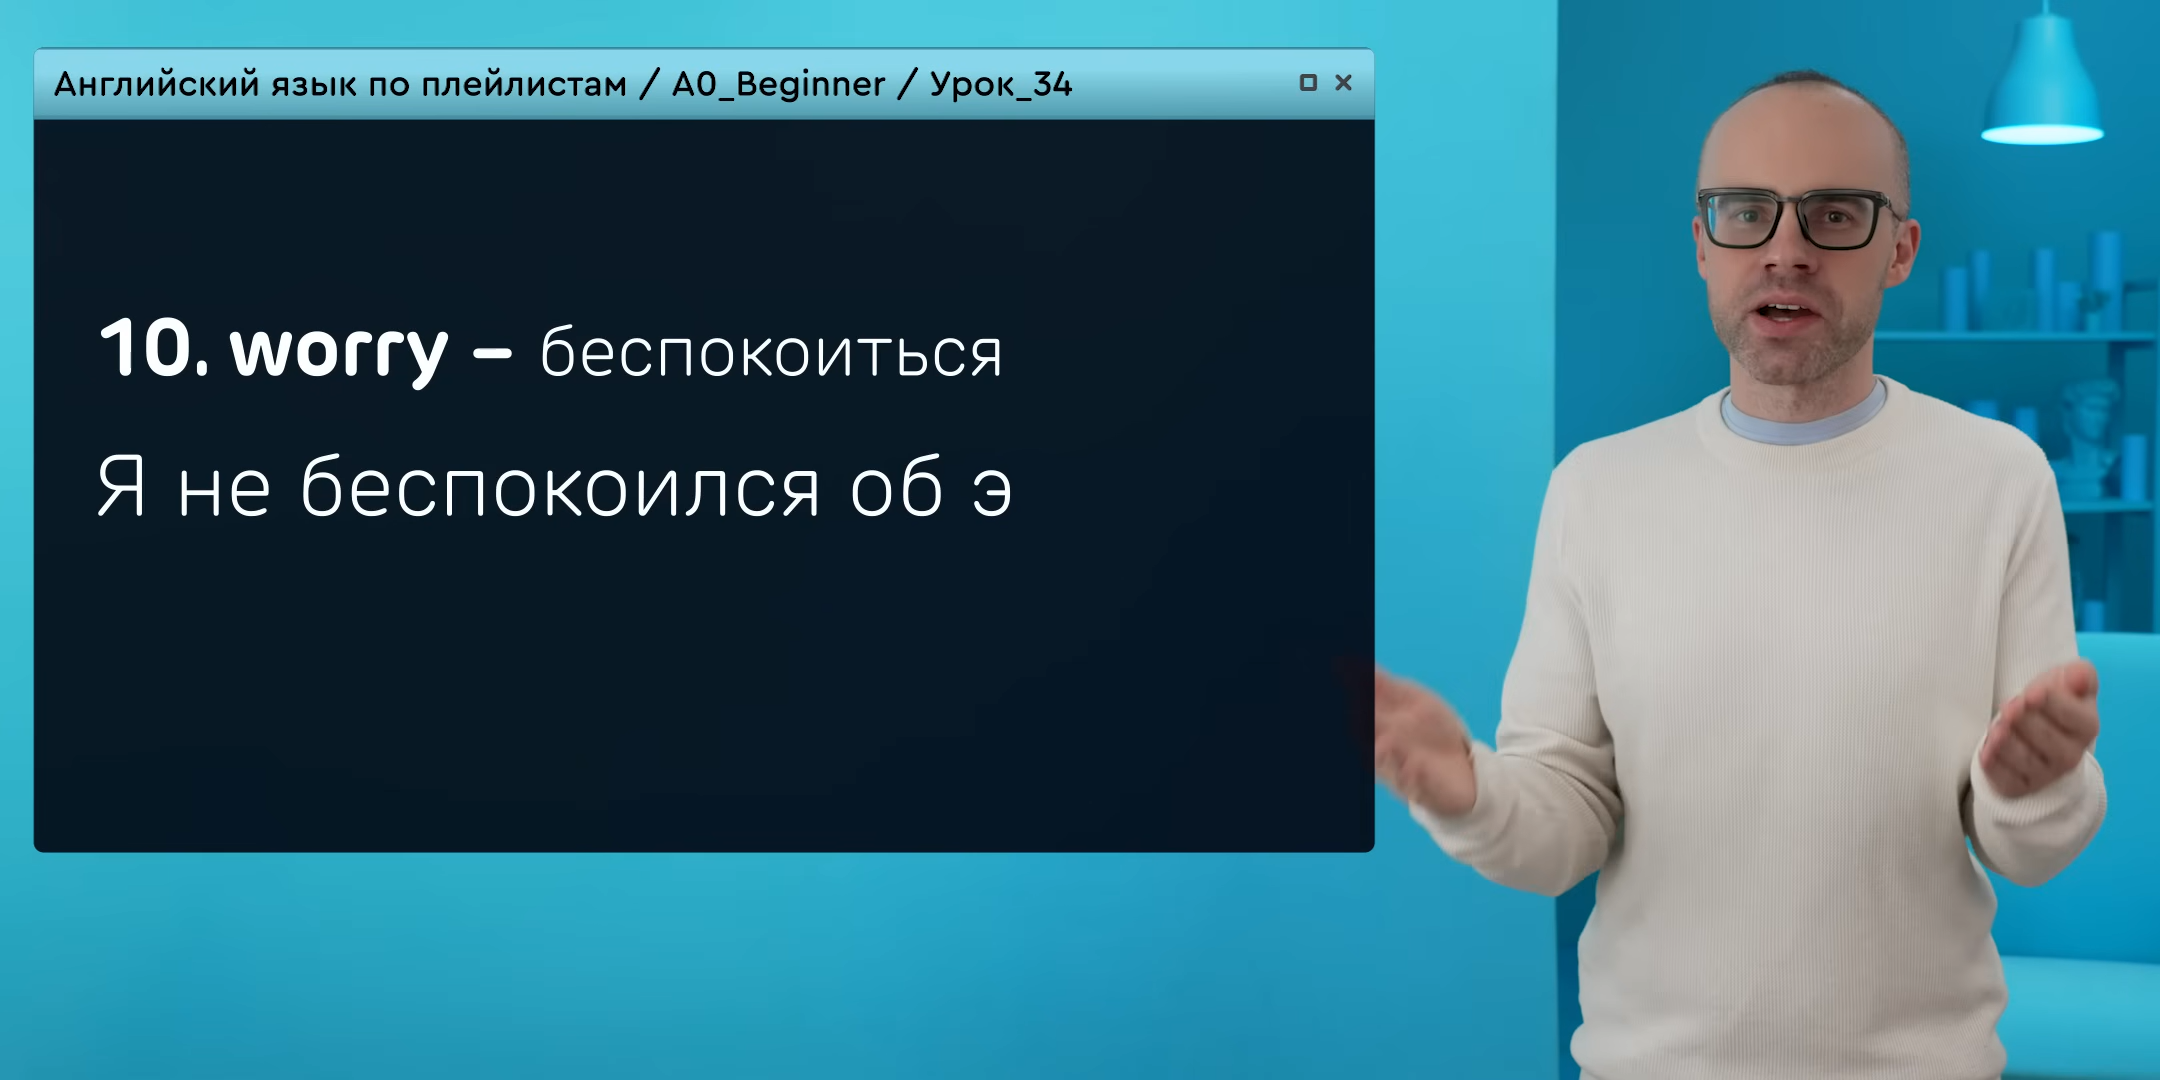 Английский язык по плейлистам / A0_Beginner / Урок_34
10. worry – беспокоиться
Я не беспокоился об э